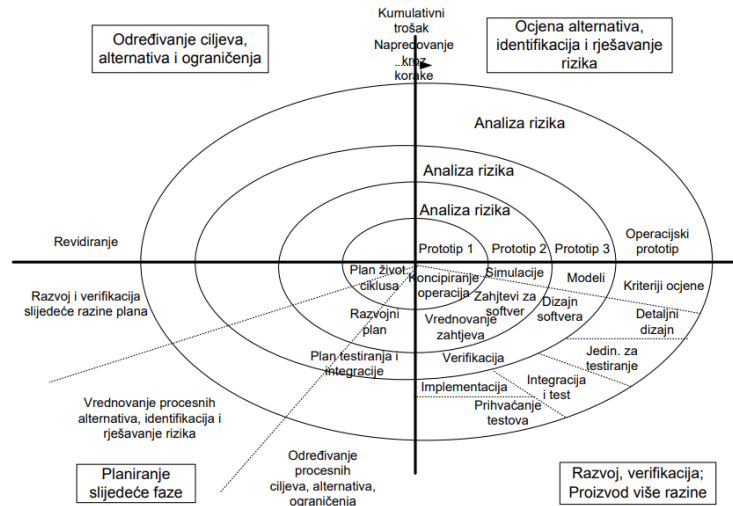 Kumulativni
trošak
Napredovanje
...kroz
korake
Određivanje ciljeva,
alternativa i ograničenja
Ocjena alternativa,
identifikacija i rješavanje
rizika
Analiza rizika
Analiza rizika
Analiza rizika
Revidiranje
Prototip 1
Prototip 2
Prototip 3
Operacijski
prototip
Razvoj i verifikacija
slijedeće razine plana
Plan život.
ciklusa
Koncipiranje
operacija
Simulacije
Modeli
Kriteriji ocjene
Razvojni
plan
Zahtjevi za
softver
Dizajn
softvera
Detaljni
dizajn
Vrednovanje
zahtjeva
Plan testiranja i
integracije
Verifikacija
Jedin. za
testiranje
Implementacija
Integracija
i test
Prihvaćanje
testova
Vrednovanje procesnih
alternativa, identifikacija i
rješavanje rizika
Određivanje
procesnih
ciljeva, alternativa,
ograničenja
Planiranje
slijedeće faze
Razvoj, verifikacija;
Proizvod više razine